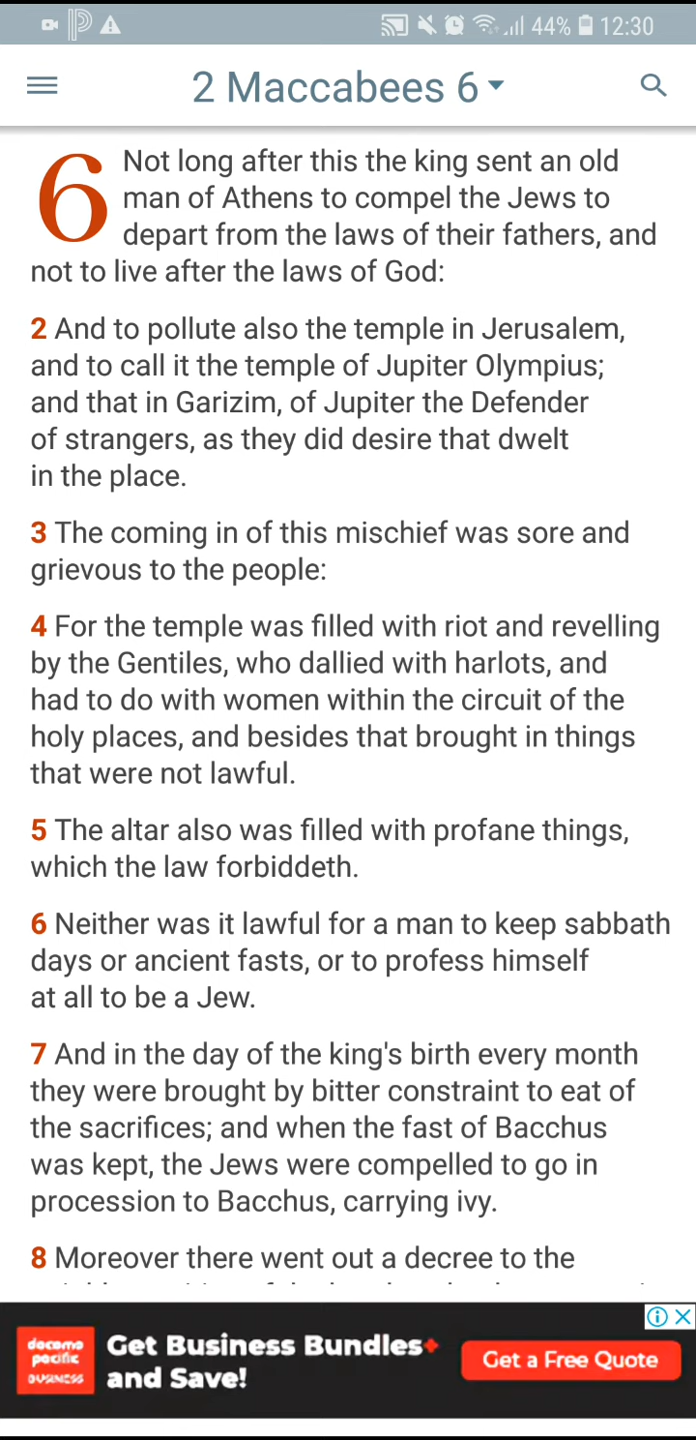 44% 12:30
2 Maccabees 6
6 Not long after this the king sent an old
man of Athens to compel the Jews to
depart from the laws of their fathers, and
not to live after the laws of God:
2 And to pollute also the temple in Jerusalem,
and to call it the temple of Jupiter Olympius;
and that in Garizim, of Jupiter the Defender
of strangers, as they did desire that dwelt
in the place.
3 The coming in of this mischief was sore and
grievous to the people:
4 For the temple was filled with riot and revelling
by the Gentiles, who dallied with harlots, and
had to do with women within the circuit of the
holy places, and besides that brought in things
that were not lawful.
5 The altar also was filled with profane things,
which the law forbiddeth.
6 Neither was it lawful for a man to keep sabbath
days or ancient fasts, or to profess himself
at all to be a Jew.
7 And in the day of the king's birth every month
they were brought by bitter constraint to eat of
the sacrifices; and when the fast of Bacchus
was kept, the Jews were compelled to go in
procession to Bacchus, carrying ivy.
8 Moreover there went out a decree to the
docomo
pacific
BUSINESS
Get Business Bundles+
and Save!
Get a Free Quote